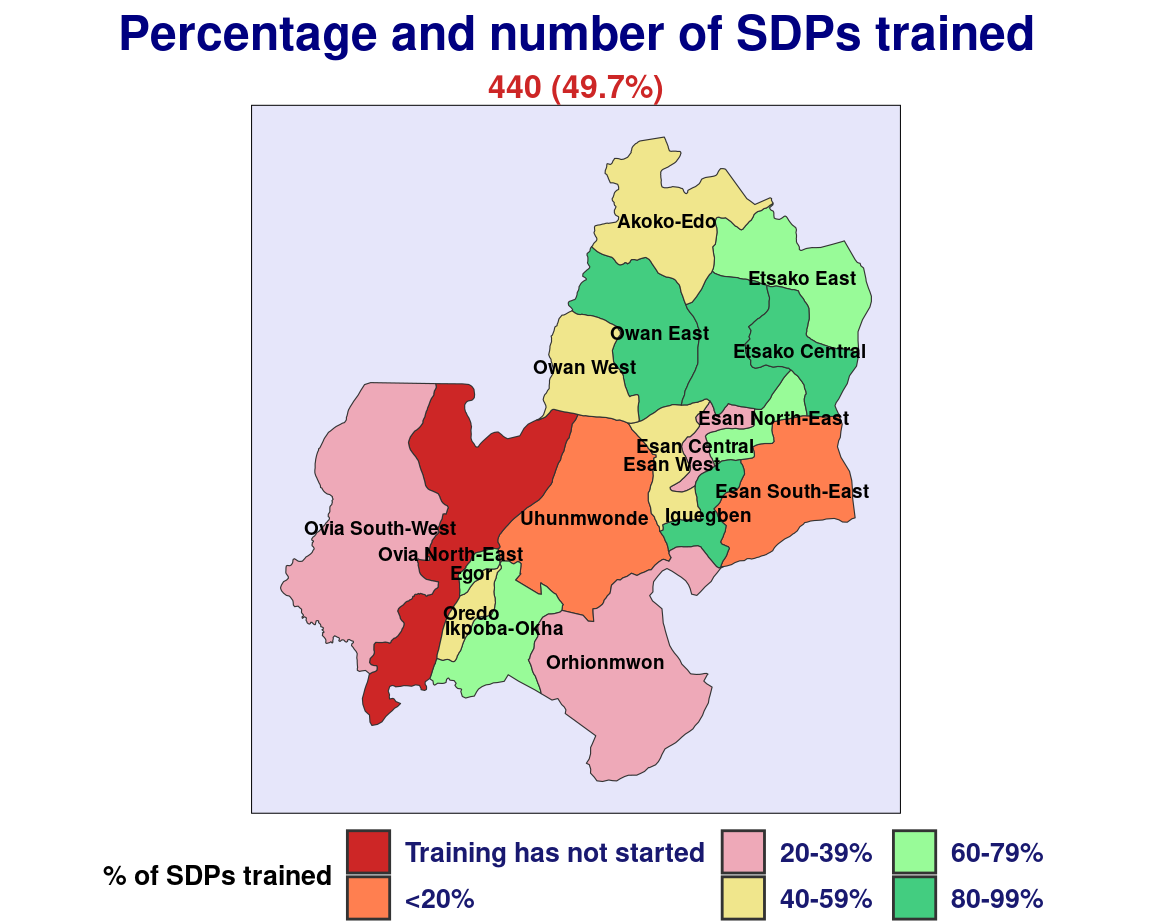 Percentage and number of SDPs trained
440 (49.7%)
Akoko-Edo
Etsako East
Owan East
Etsako Central
Owan West
Esan North-East
Esan Central
Esan West
Esan South-East
Iguegben
Uhunmwonde
Ovia South-West
Ovia North-East
Egor
Oredo
Ikpoba-Okha
Orhionmwon
% of SDPs trained
Training has not started
<20%
20-39%
40-59%
60-79%
80-99%